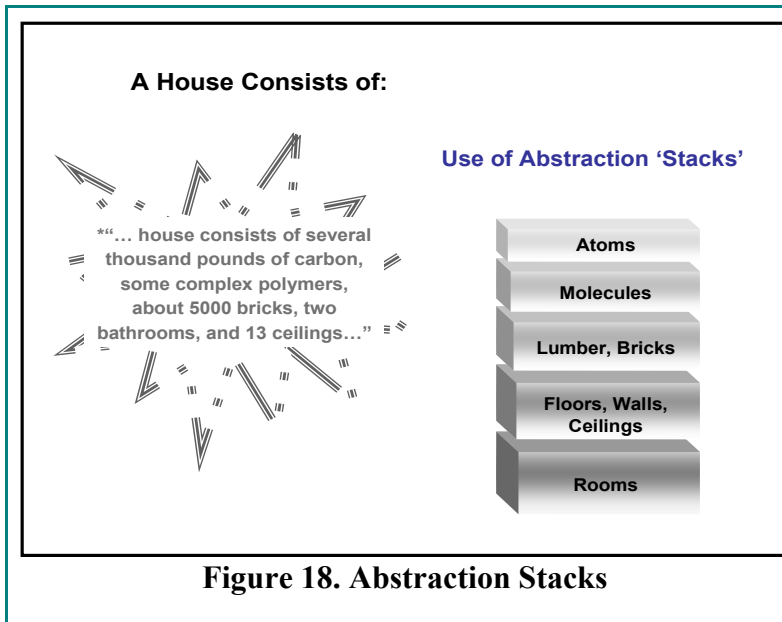 A House Consists of:
*“… house consists of several
thousand pounds of carbon,
some complex polymers,
about 5000 bricks, two
bathrooms, and 13 ceilings…”
Use of Abstraction ‘Stacks’
Atoms
Molecules
Lumber, Bricks
Floors, Walls,
Ceilings
Rooms
Figure 18. Abstraction Stacks